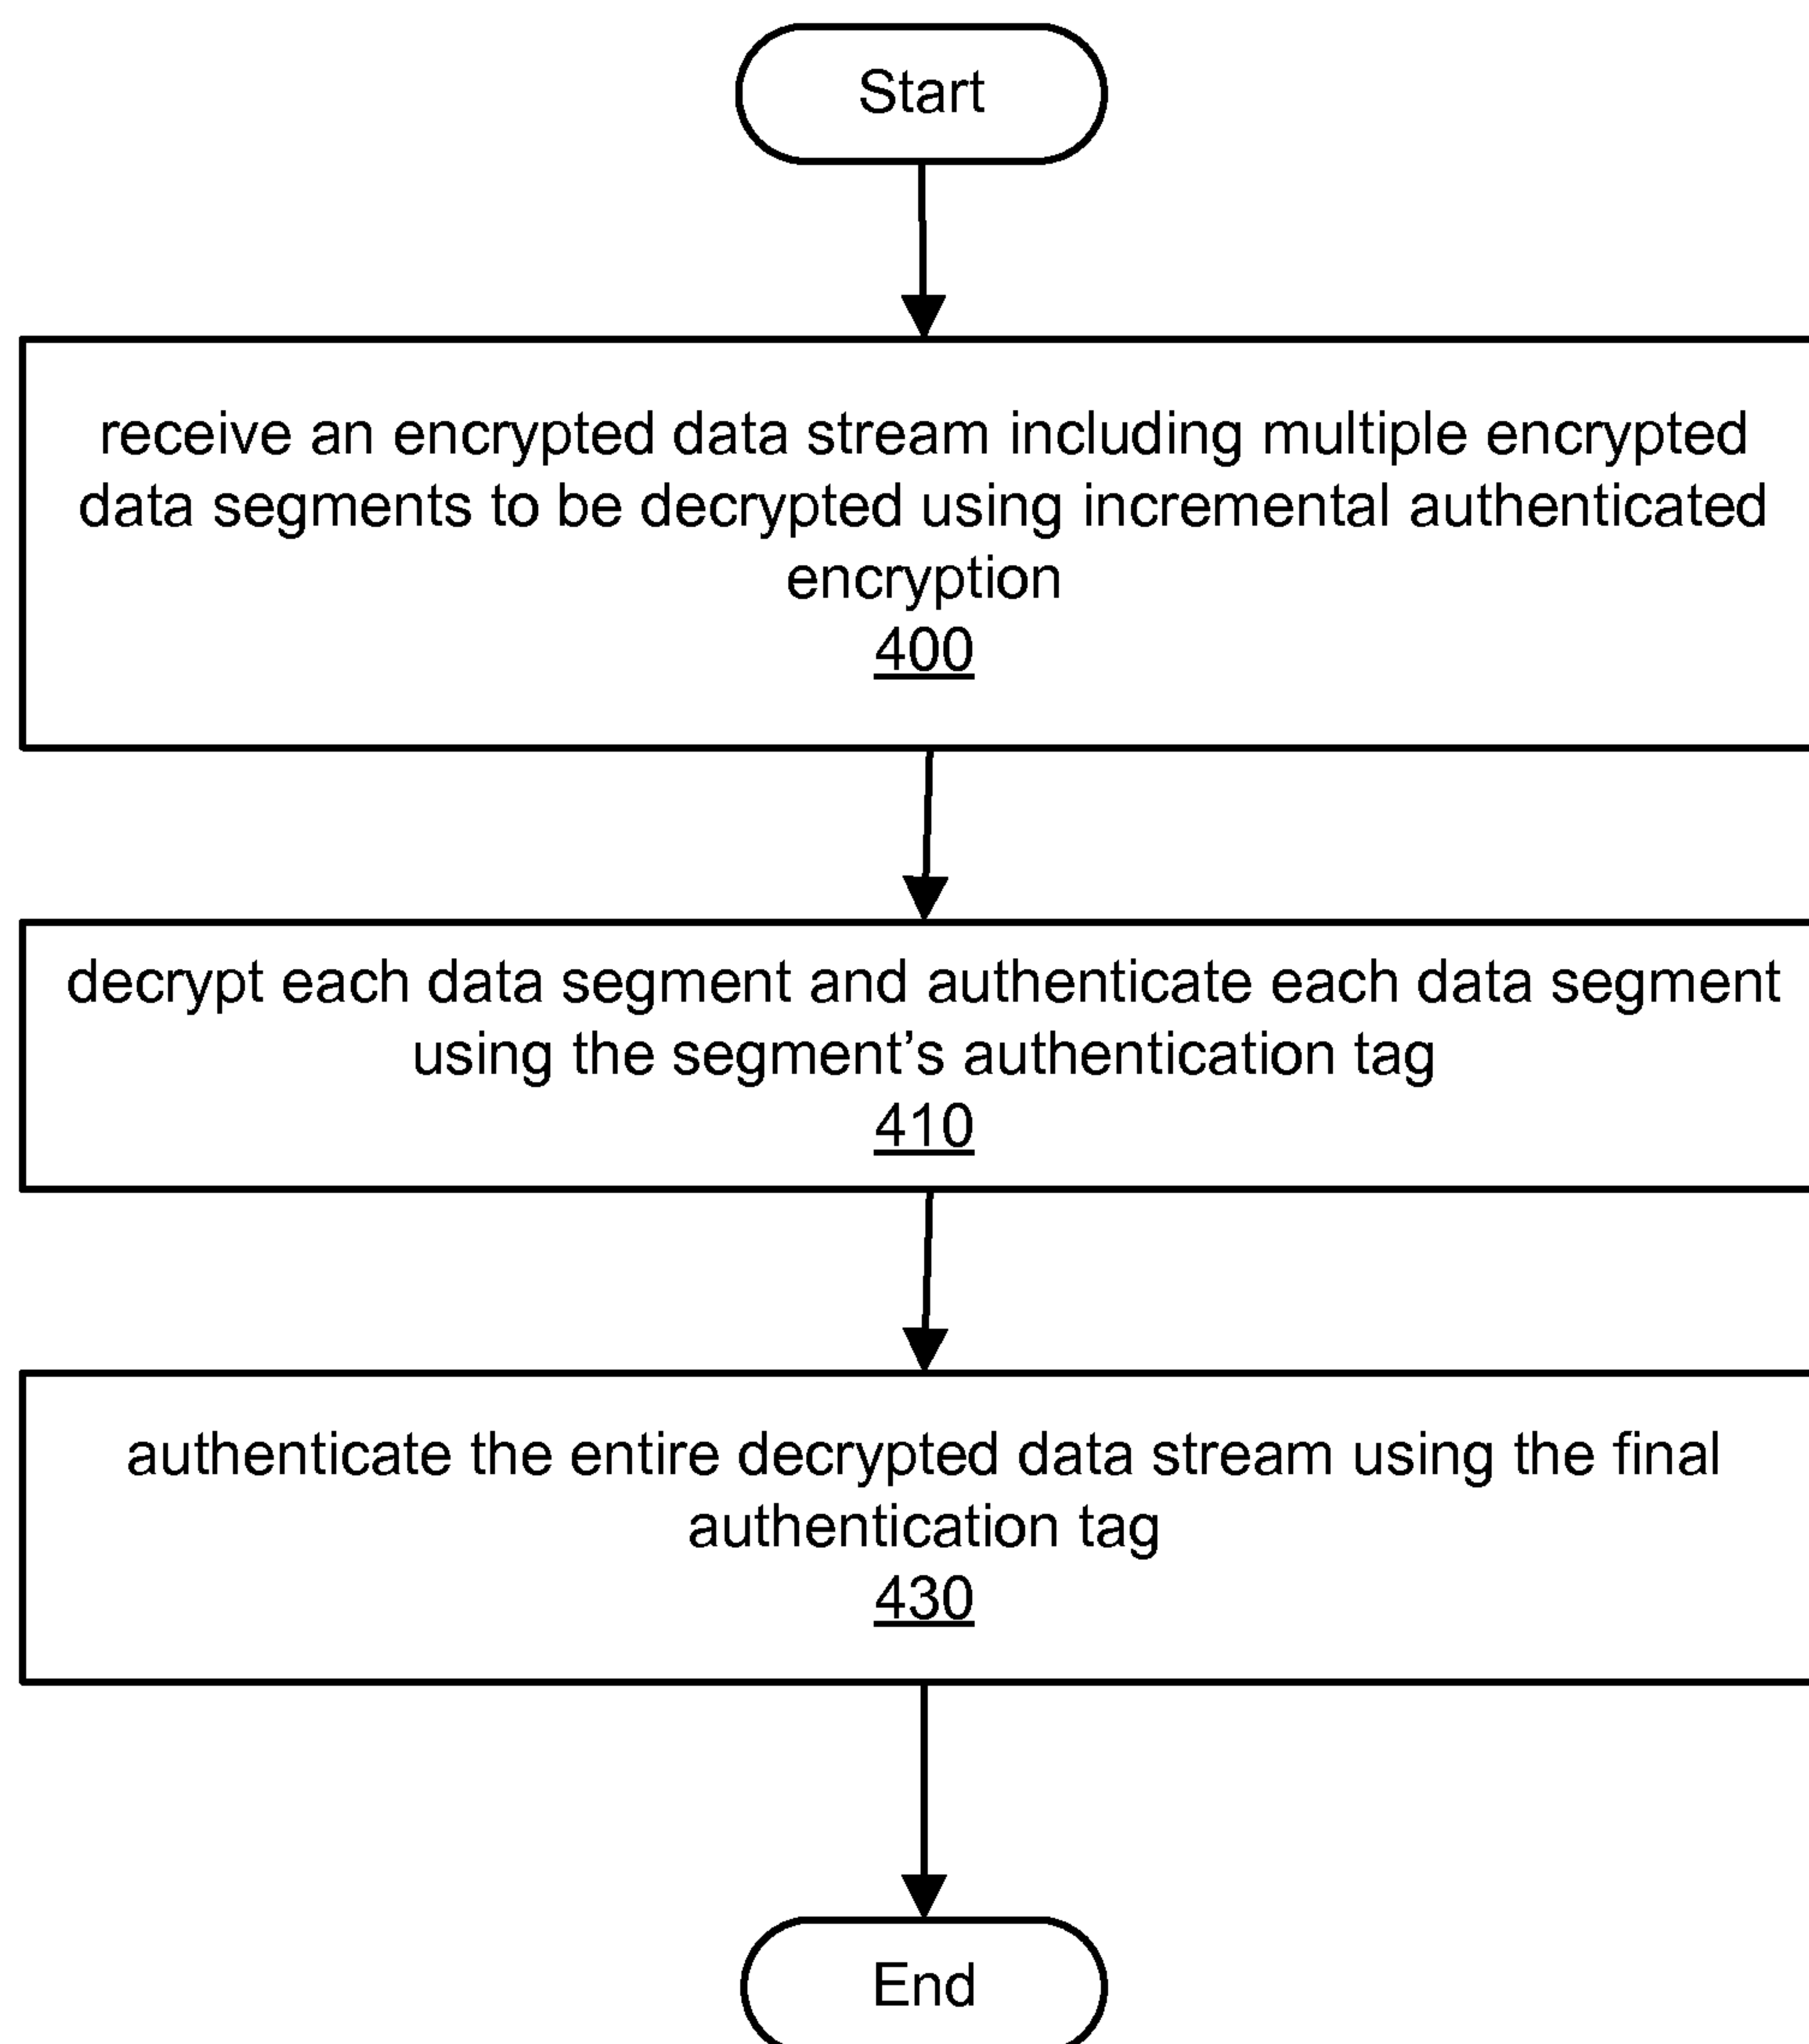 Start
receive an encrypted data stream including multiple encrypted
data segments to be decrypted using incremental authenticated
encryption
400
decrypt each data segment and authenticate each data segment
using the segment’s authentication tag
410
authenticate the entire decrypted data stream using the final
authentication tag
430
End